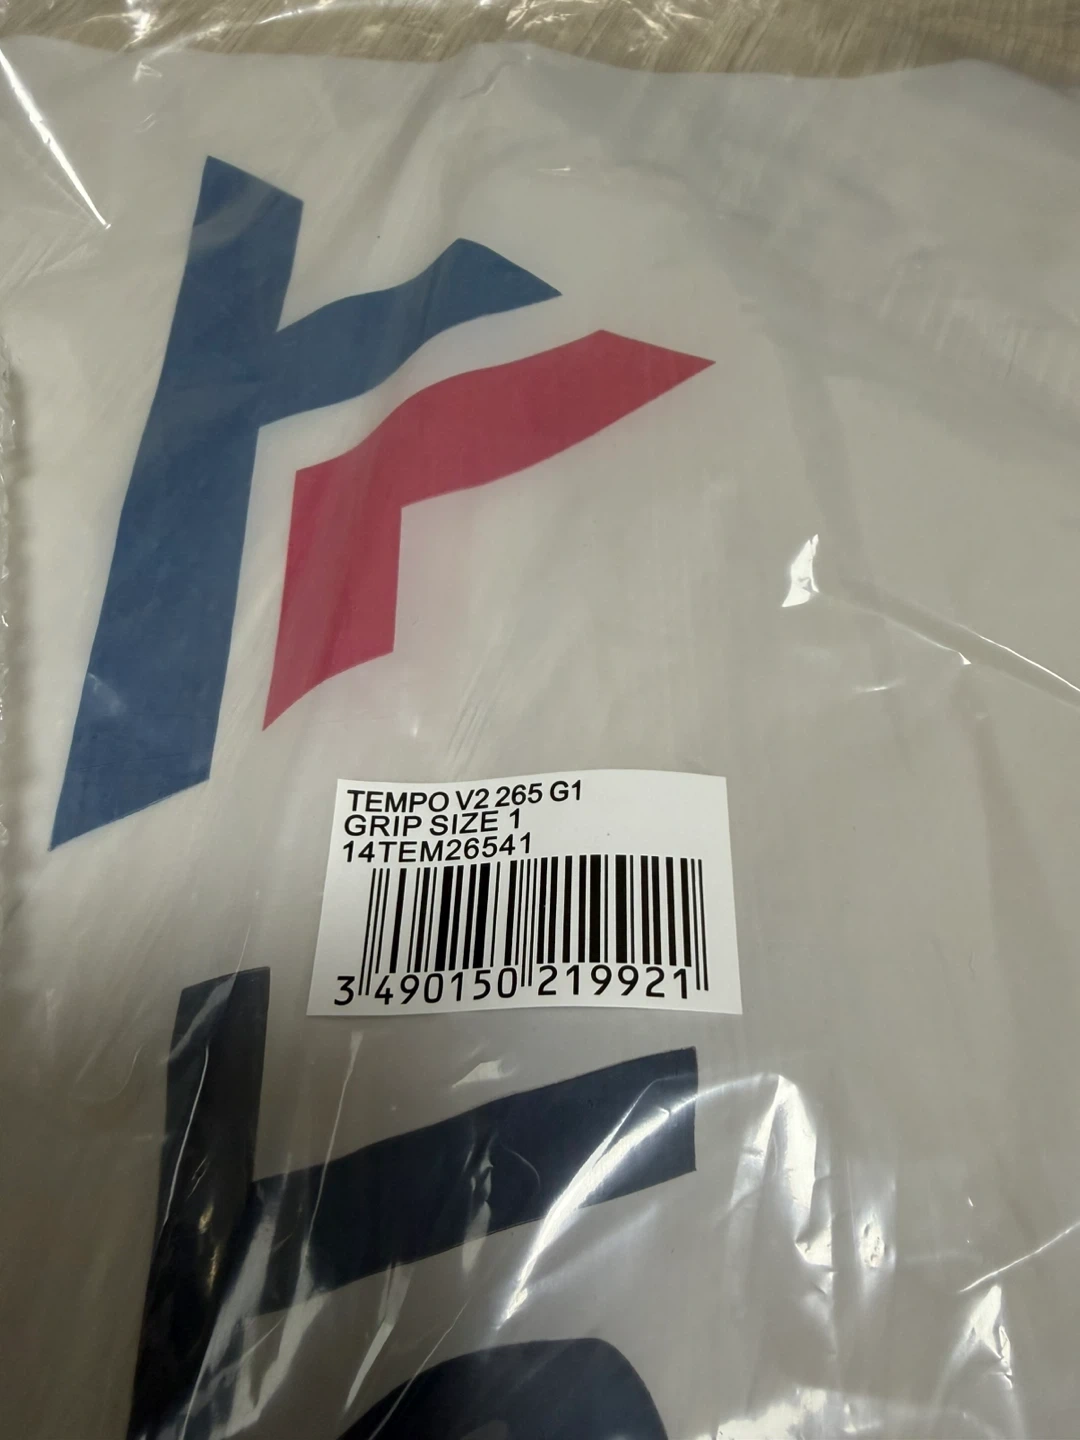 TEMPO V2 265 G1
GRIP SIZE 1
14TEM26541
3 490150 219921